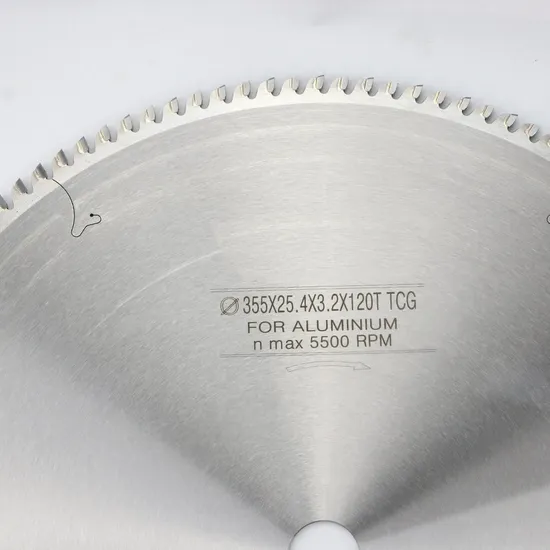 Ø 355X25.4X3.2X120T TCG
FOR ALUMINIUM
n max 5500 RPM